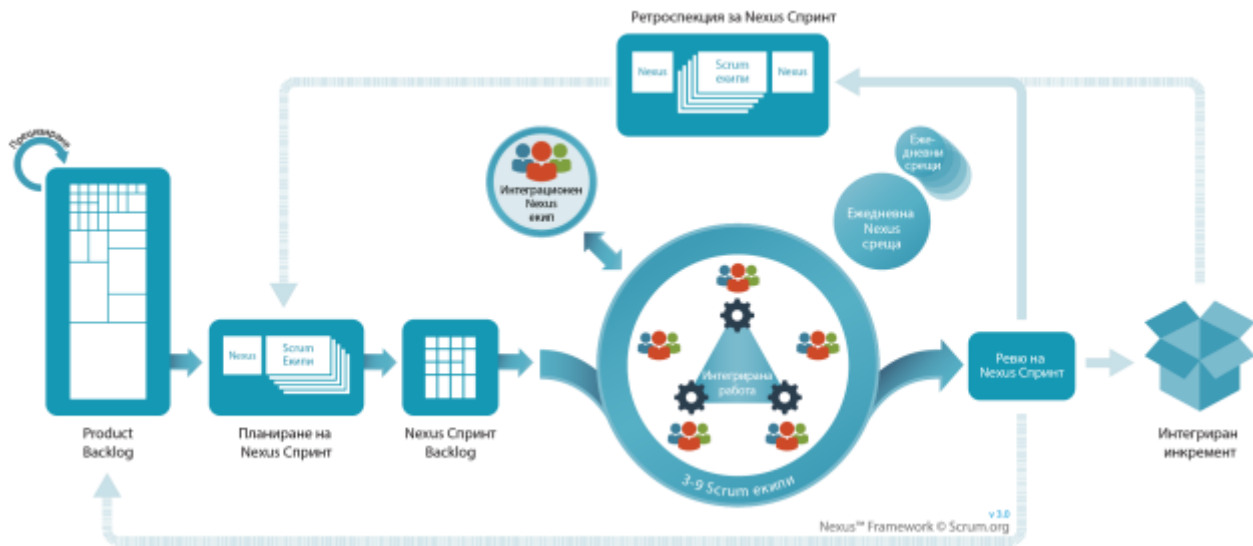 Ретроспекция за Nexus Спринт
Nexus
Scrum
екипи
Nexus
Прецизиране
Интеграционен
Nexus
екип
Еже-
дневни
срещи
Ежедневна
Nexus
среща
Nexus
Scrum
Екипи
Интегрирана
работа
Ревю на
Nexus Спринт
Product
Backlog
Планиране на
Nexus Спринт
Nexus Спринт
Backlog
Интегриран
инкремент
3-9 Scrum екипи
v 3.0
Nexus™ Framework © Scrum.org